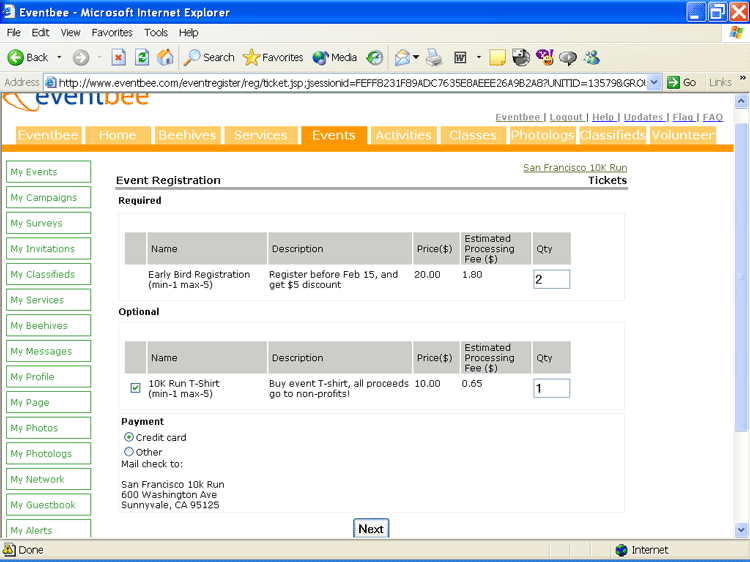 Eventbee - Microsoft Internet Explorer
File Edit View Favorites Tools Help
Back Search Favorites Media
Address http://www.eventbee.com/eventregister/reg/ticket.jsp;jsessionid=FEFF8231F89ADC7635E8AEEE26A9B2A8?UNITID=13579&GROU Go Links »
eventbee
Eventbee | Logout | Help | Updates | Flag | FAQ
Eventbee Home Beehives Services Events Activities Classes Photologs Classifieds Volunteer
My Events
My Campaigns
My Surveys
My Invitations
My Classifieds
My Services
My Beehives
My Messages
My Profile
My Page
My Photos
My Photologs
My Network
My Guestbook
My Alerts
San Francisco 10K Run
Event Registration Tickets
Required
Name Description Price($) Estimated Processing Fee ($) Qty
Early Bird Registration Register before Feb 15, and 20.00 1.80 2
(min-1 max-5) get $5 discount
Optional
Name Description Price($) Estimated Processing Fee ($) Qty
10K Run T-Shirt Buy event T-shirt, all proceeds 10.00 0.65 1
(min-1 max-5) go to non-profits!
Payment
Credit card
Other
Mail check to:
San Francisco 10k Run
600 Washington Ave
Sunnyvale, CA 95125
Next
Done Internet